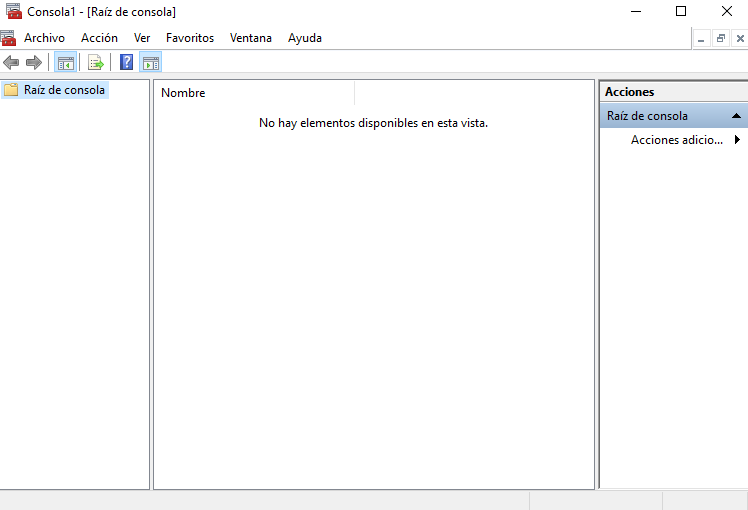 Consola1 - [Raíz de consola]
Archivo Acción Ver Favoritos Ventana Ayuda
Raíz de consola
Nombre
No hay elementos disponibles en esta vista.
Acciones
Raíz de consola
Acciones adicio...